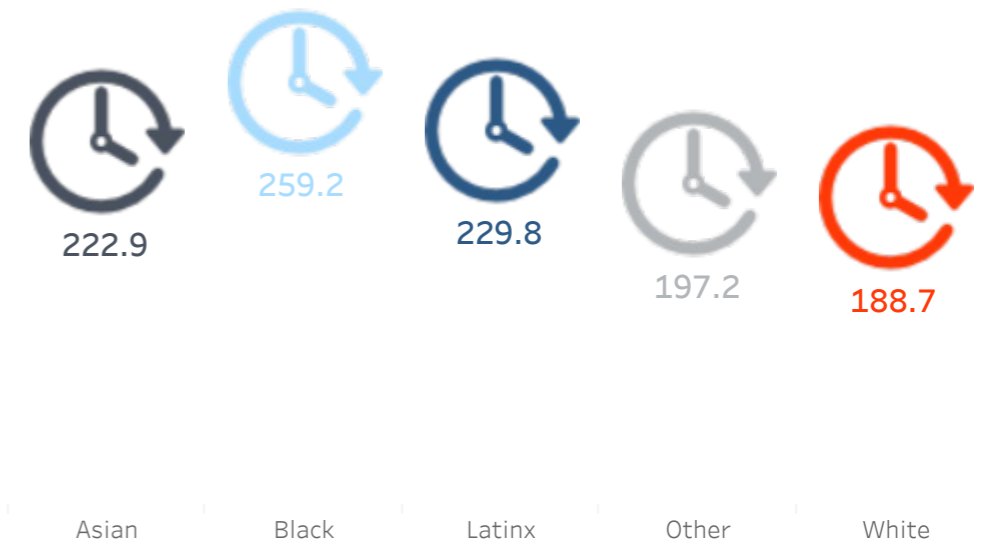 259.2
222.9
229.8
197.2
188.7
Asian
Black
Latinx
Other
White